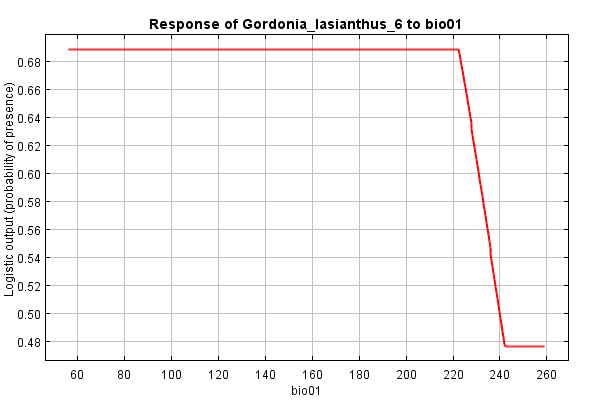 Response of Gordonia_lasianthus_6 to bio01
Logistic output (probability of presence)
0.68
0.66
0.64
0.62
0.60
0.58
0.56
0.54
0.52
0.50
0.48
60 80 100 120 140 160 180 200 220 240 260
bio01